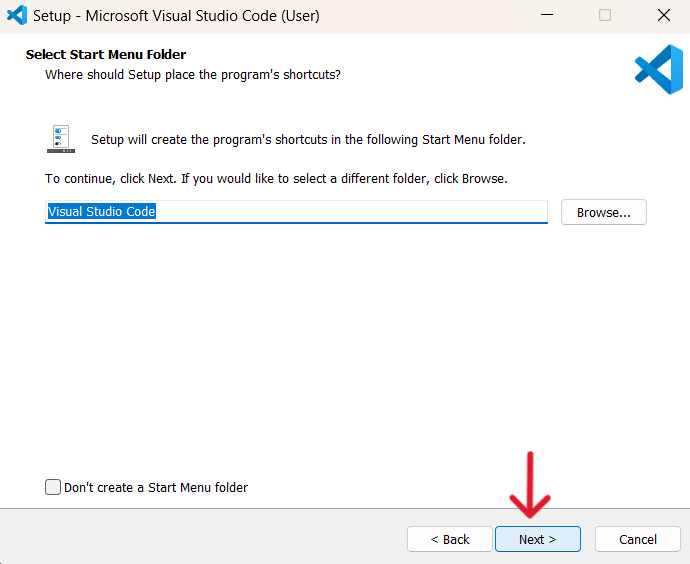 Setup - Microsoft Visual Studio Code (User)
Select Start Menu Folder
Where should Setup place the program's shortcuts?
Setup will create the program's shortcuts in the following Start Menu folder.
To continue, click Next. If you would like to select a different folder, click Browse.
Visual Studio Code
Browse...
Don't create a Start Menu folder
< Back
Next >
Cancel